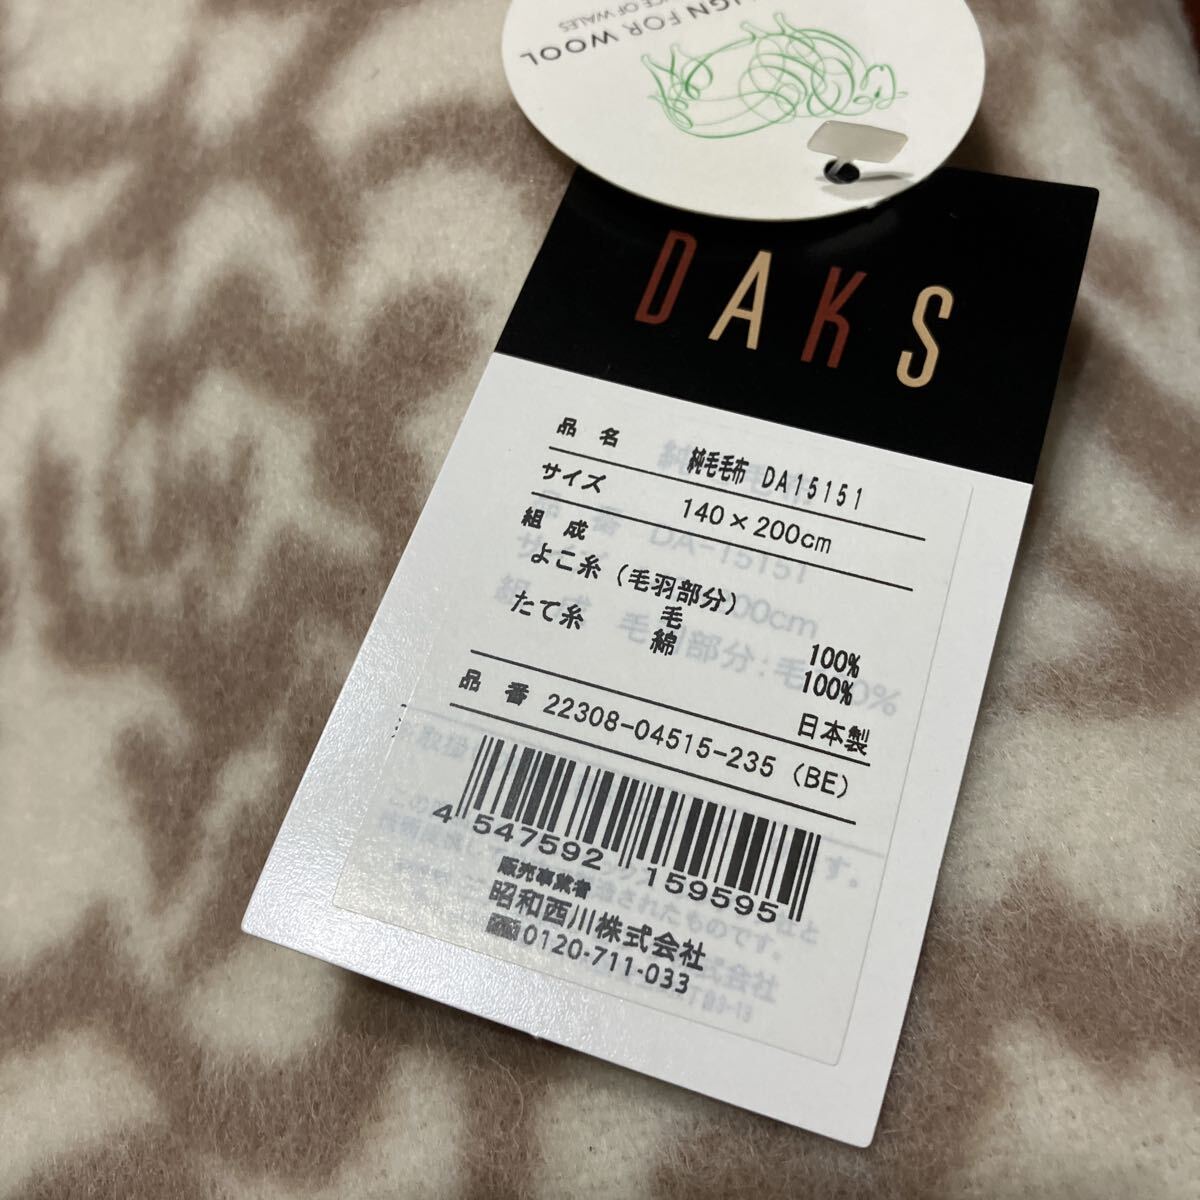 FOR WOOL
OF WALES
DAKS
品 名 純毛毛布 DA15151
サイズ 140×200cm
組 成
よこ糸（毛羽部分）
毛 100%
たて糸 綿 100%
日本製
品 番 22308-04515-235（BE）
4 547592 159595
販売事業者
昭和西川株式会社
0120-711-033